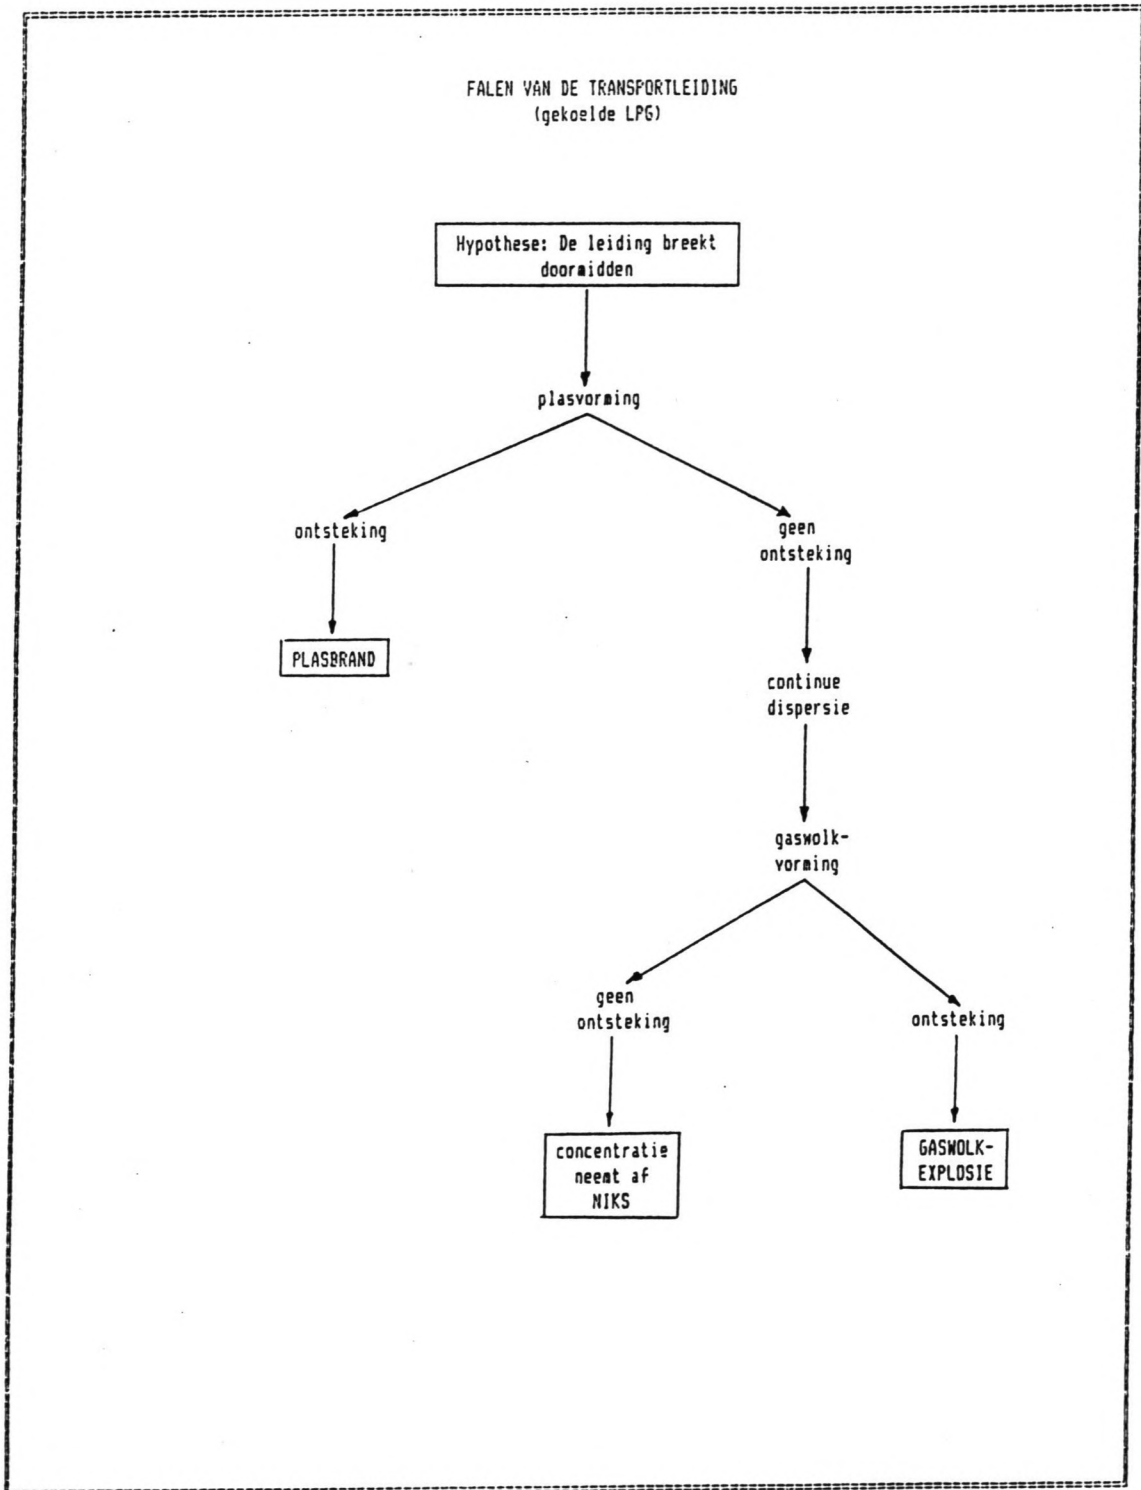 FALEN VAN DE TRANSPORTLEIDING
(gekoelde LPG)
Hypothese: De leiding breekt
doormidden
plasvorming
ontsteking
geen
ontsteking
PLASBRAND
continue
dispersie
gaswolk-
vorming
geen
ontsteking
ontsteking
concentratie
neemt af
NIKS
GASWOLK-
EXPLOSIE